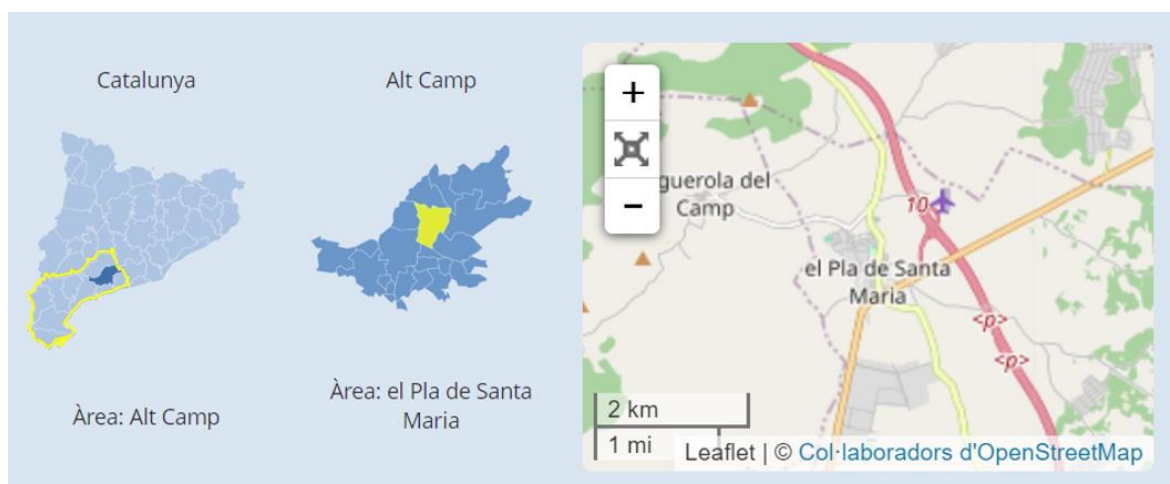 Catalunya
Àrea: Alt Camp
Alt Camp
Àrea: el Pla de Santa
Maria
+
−
guerola del
Camp
10
el Pla de Santa
Maria
<p>
<p>
2 km
1 mi
Leaflet | © Col·laboradors d'OpenStreetMap